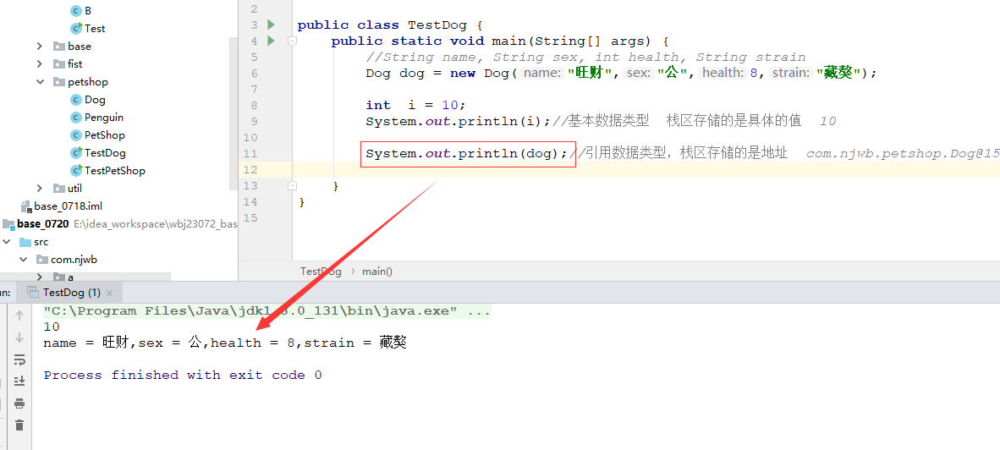 B
Test
base
fist
petshop
Dog
Penguin
PetShop
TestDog
TestPetShop
util
base_0718.iml
base_0720 E:\idea_workspace\wbj23072_bas
src
com.njwb
a
2
3 public class TestDog {
4 public static void main(String[] args) {
5 //String name, String sex, int health, String strain
6 Dog dog = new Dog( name: "旺财", sex: "公", health: 8, strain: "藏獒");
7
8 int i = 10;
9 System.out.println(i);//基本数据类型 栈区存储的是具体的值 10
10
11 System.out.println(dog);//引用数据类型，栈区存储的是地址 com.njwb.petshop.Dog@15
12
13 }
14 }
15
TestDog › main()
un: TestDog (1) ×
"C:\Program Files\Java\jdk1.8.0_131\bin\java.exe" ...
10
name = 旺财,sex = 公,health = 8,strain = 藏獒
Process finished with exit code 0